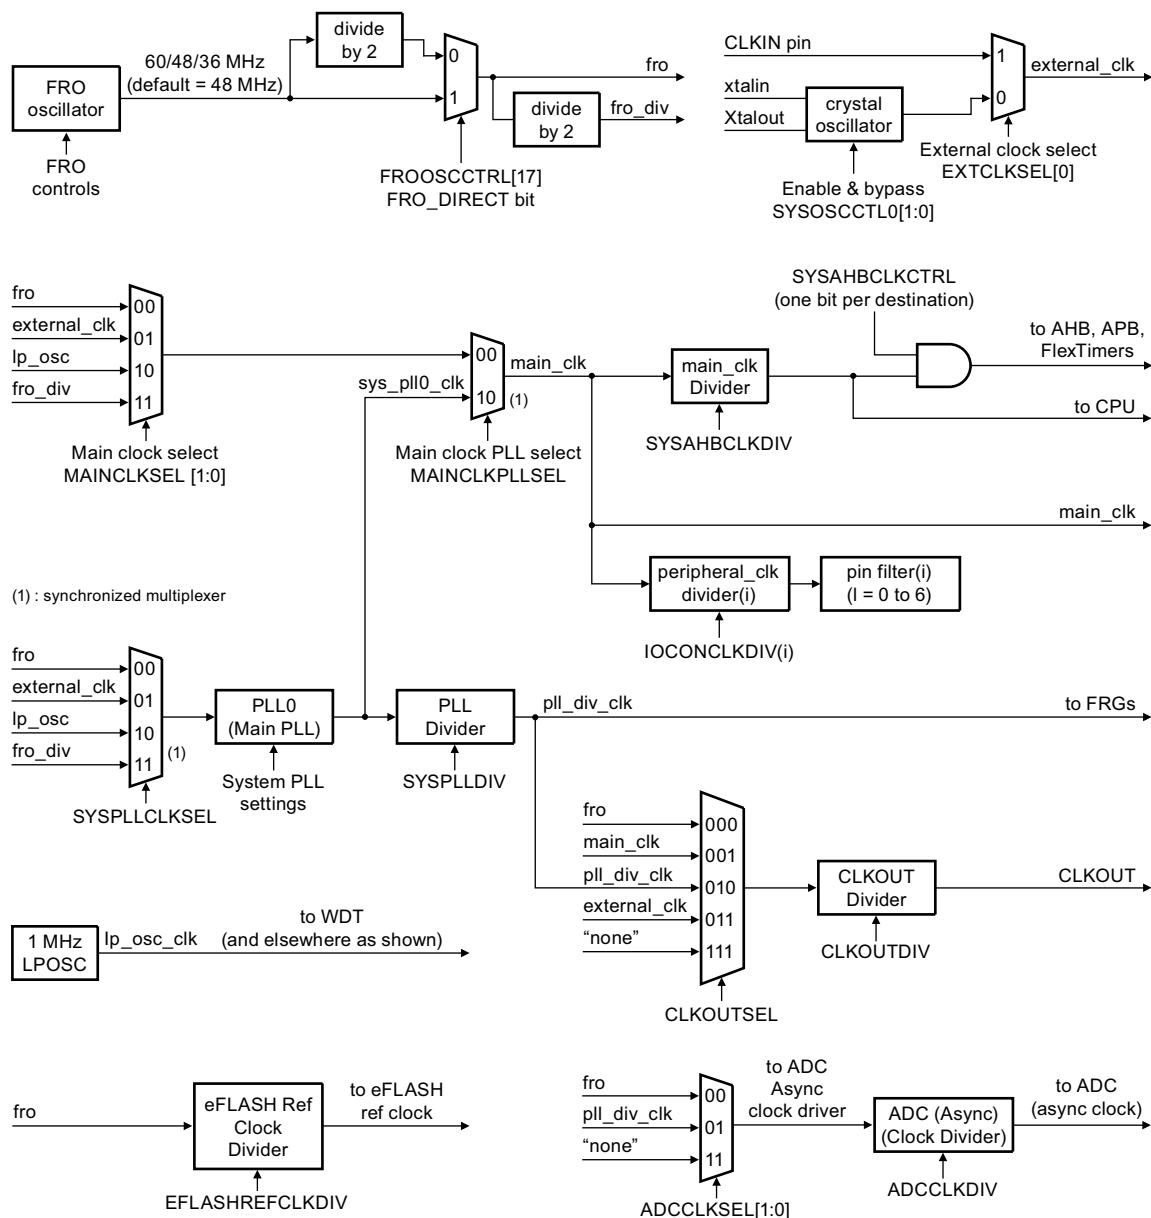 FRO
oscillator
60/48/36 MHz
(default = 48 MHz)
divide
by 2
0
1
fro
divide
by 2
fro_div
FRO
controls
FROOSCCTRL[17]
FRO_DIRECT bit
CLKIN pin
xtalin
Xtalout
crystal
oscillator
1
0
external_clk
External clock select
EXTCLKSEL[0]
Enable & bypass
SYSOSCCTL0[1:0]
fro
external_clk
lp_osc
fro_div
00
01
10
11
Main clock select
MAINCLKSEL [1:0]
sys_pll0_clk
00
10
(1)
main_clk
Main clock PLL select
MAINCLKPLLSEL
main_clk
Divider
SYSAHBCLKDIV
SYSAHBCLKCTRL
(one bit per destination)
to AHB, APB,
FlexTimers
to CPU
main_clk
peripheral_clk
divider(i)
IOCONCLKDIV(i)
pin filter(i)
(I = 0 to 6)
(1) : synchronized multiplexer
fro
external_clk
lp_osc
fro_div
00
01
10
11
(1)
SYSPLLCLKSEL
PLL0
(Main PLL)
System PLL
settings
PLL
Divider
SYSPLLDIV
pll_div_clk
to FRGs
fro
main_clk
pll_div_clk
external_clk
“none”
000
001
010
011
111
CLKOUTSEL
CLKOUT
Divider
CLKOUTDIV
CLKOUT
1 MHz
LPOSC
lp_osc_clk
to WDT
(and elsewhere as shown)
fro
eFLASH Ref
Clock
Divider
EFLASHREFCLKDIV
to eFLASH
ref clock
fro
pll_div_clk
“none”
00
01
11
ADCCLKSEL[1:0]
to ADC
Async
clock driver
ADC (Async)
(Clock Divider)
ADCCLKDIV
to ADC
(async clock)